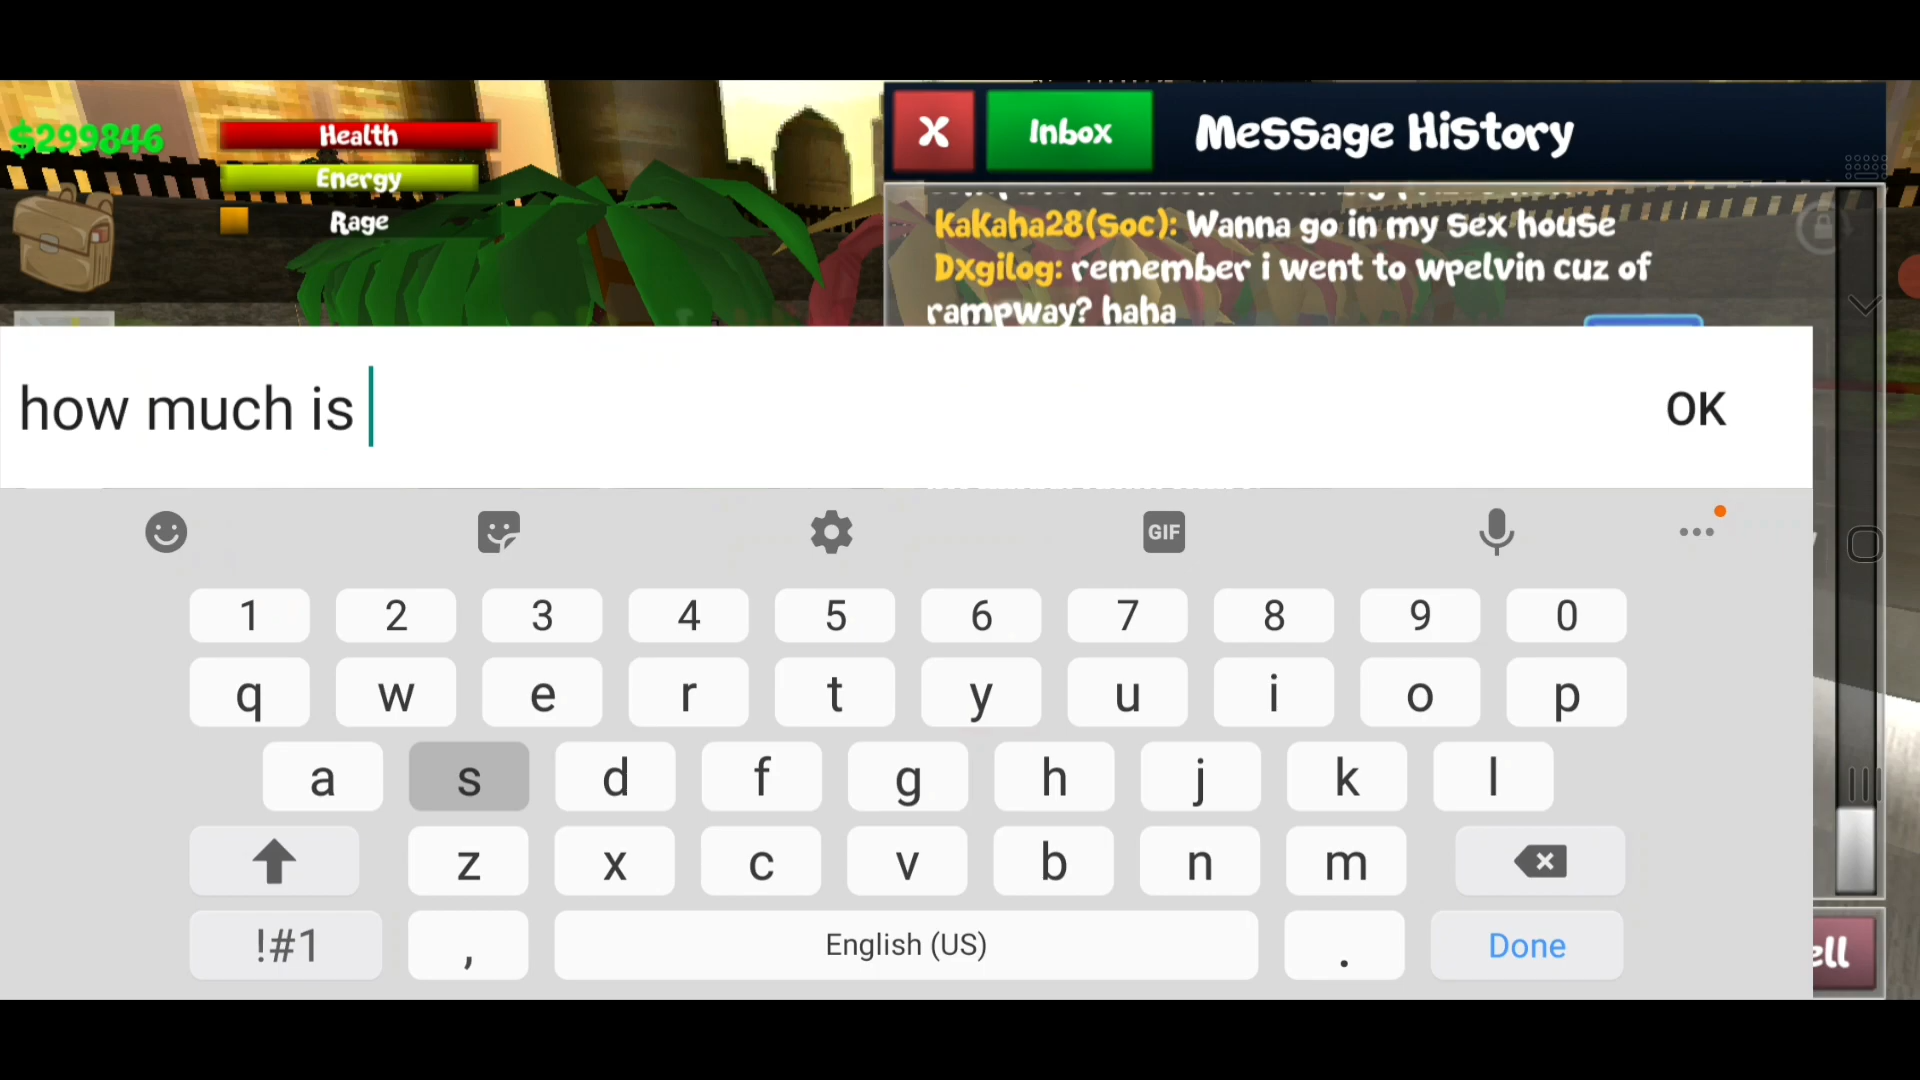 $299846
Health
Energy
Rage
X
Inbox
Message History
KaKaha28(Soc): Wanna go in my sex house
Dxgilog: remember i went to wpelvin cuz of
rampway? haha
how much is
OK
GIF
1 2 3 4 5 6 7 8 9 0
q w e r t y u i o p
a s d f g h j k l
z x c v b n m
!#1 , English (US) . Done
ell